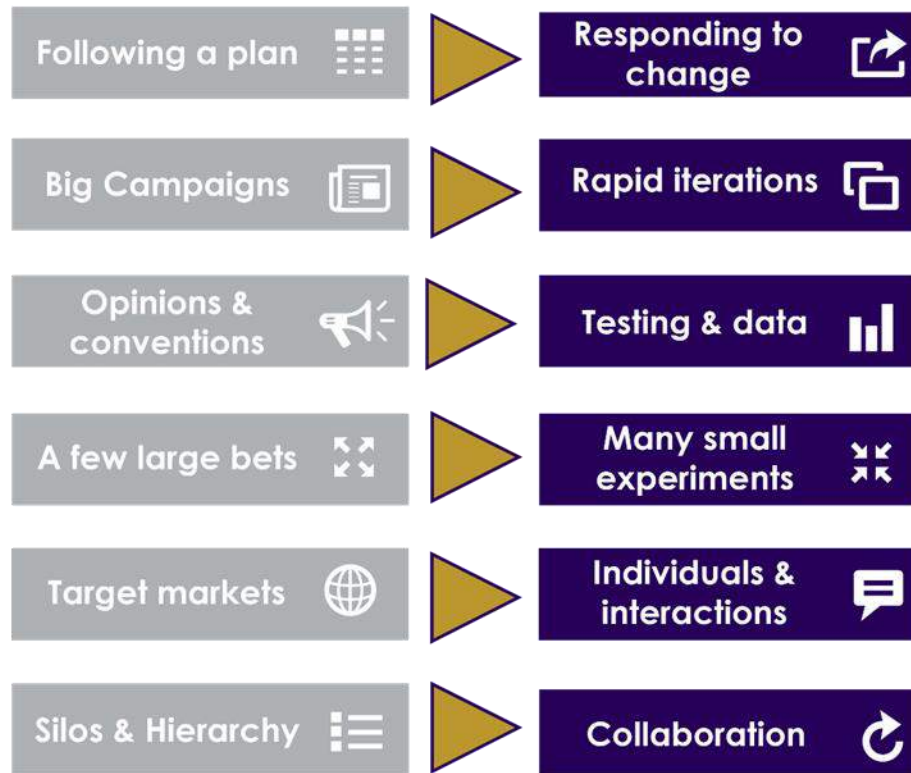 Following a plan
Responding to
change
Big Campaigns
Rapid iterations
Opinions &
conventions
Testing & data
A few large bets
Many small
experiments
Target markets
Individuals &
interactions
Silos & Hierarchy
Collaboration